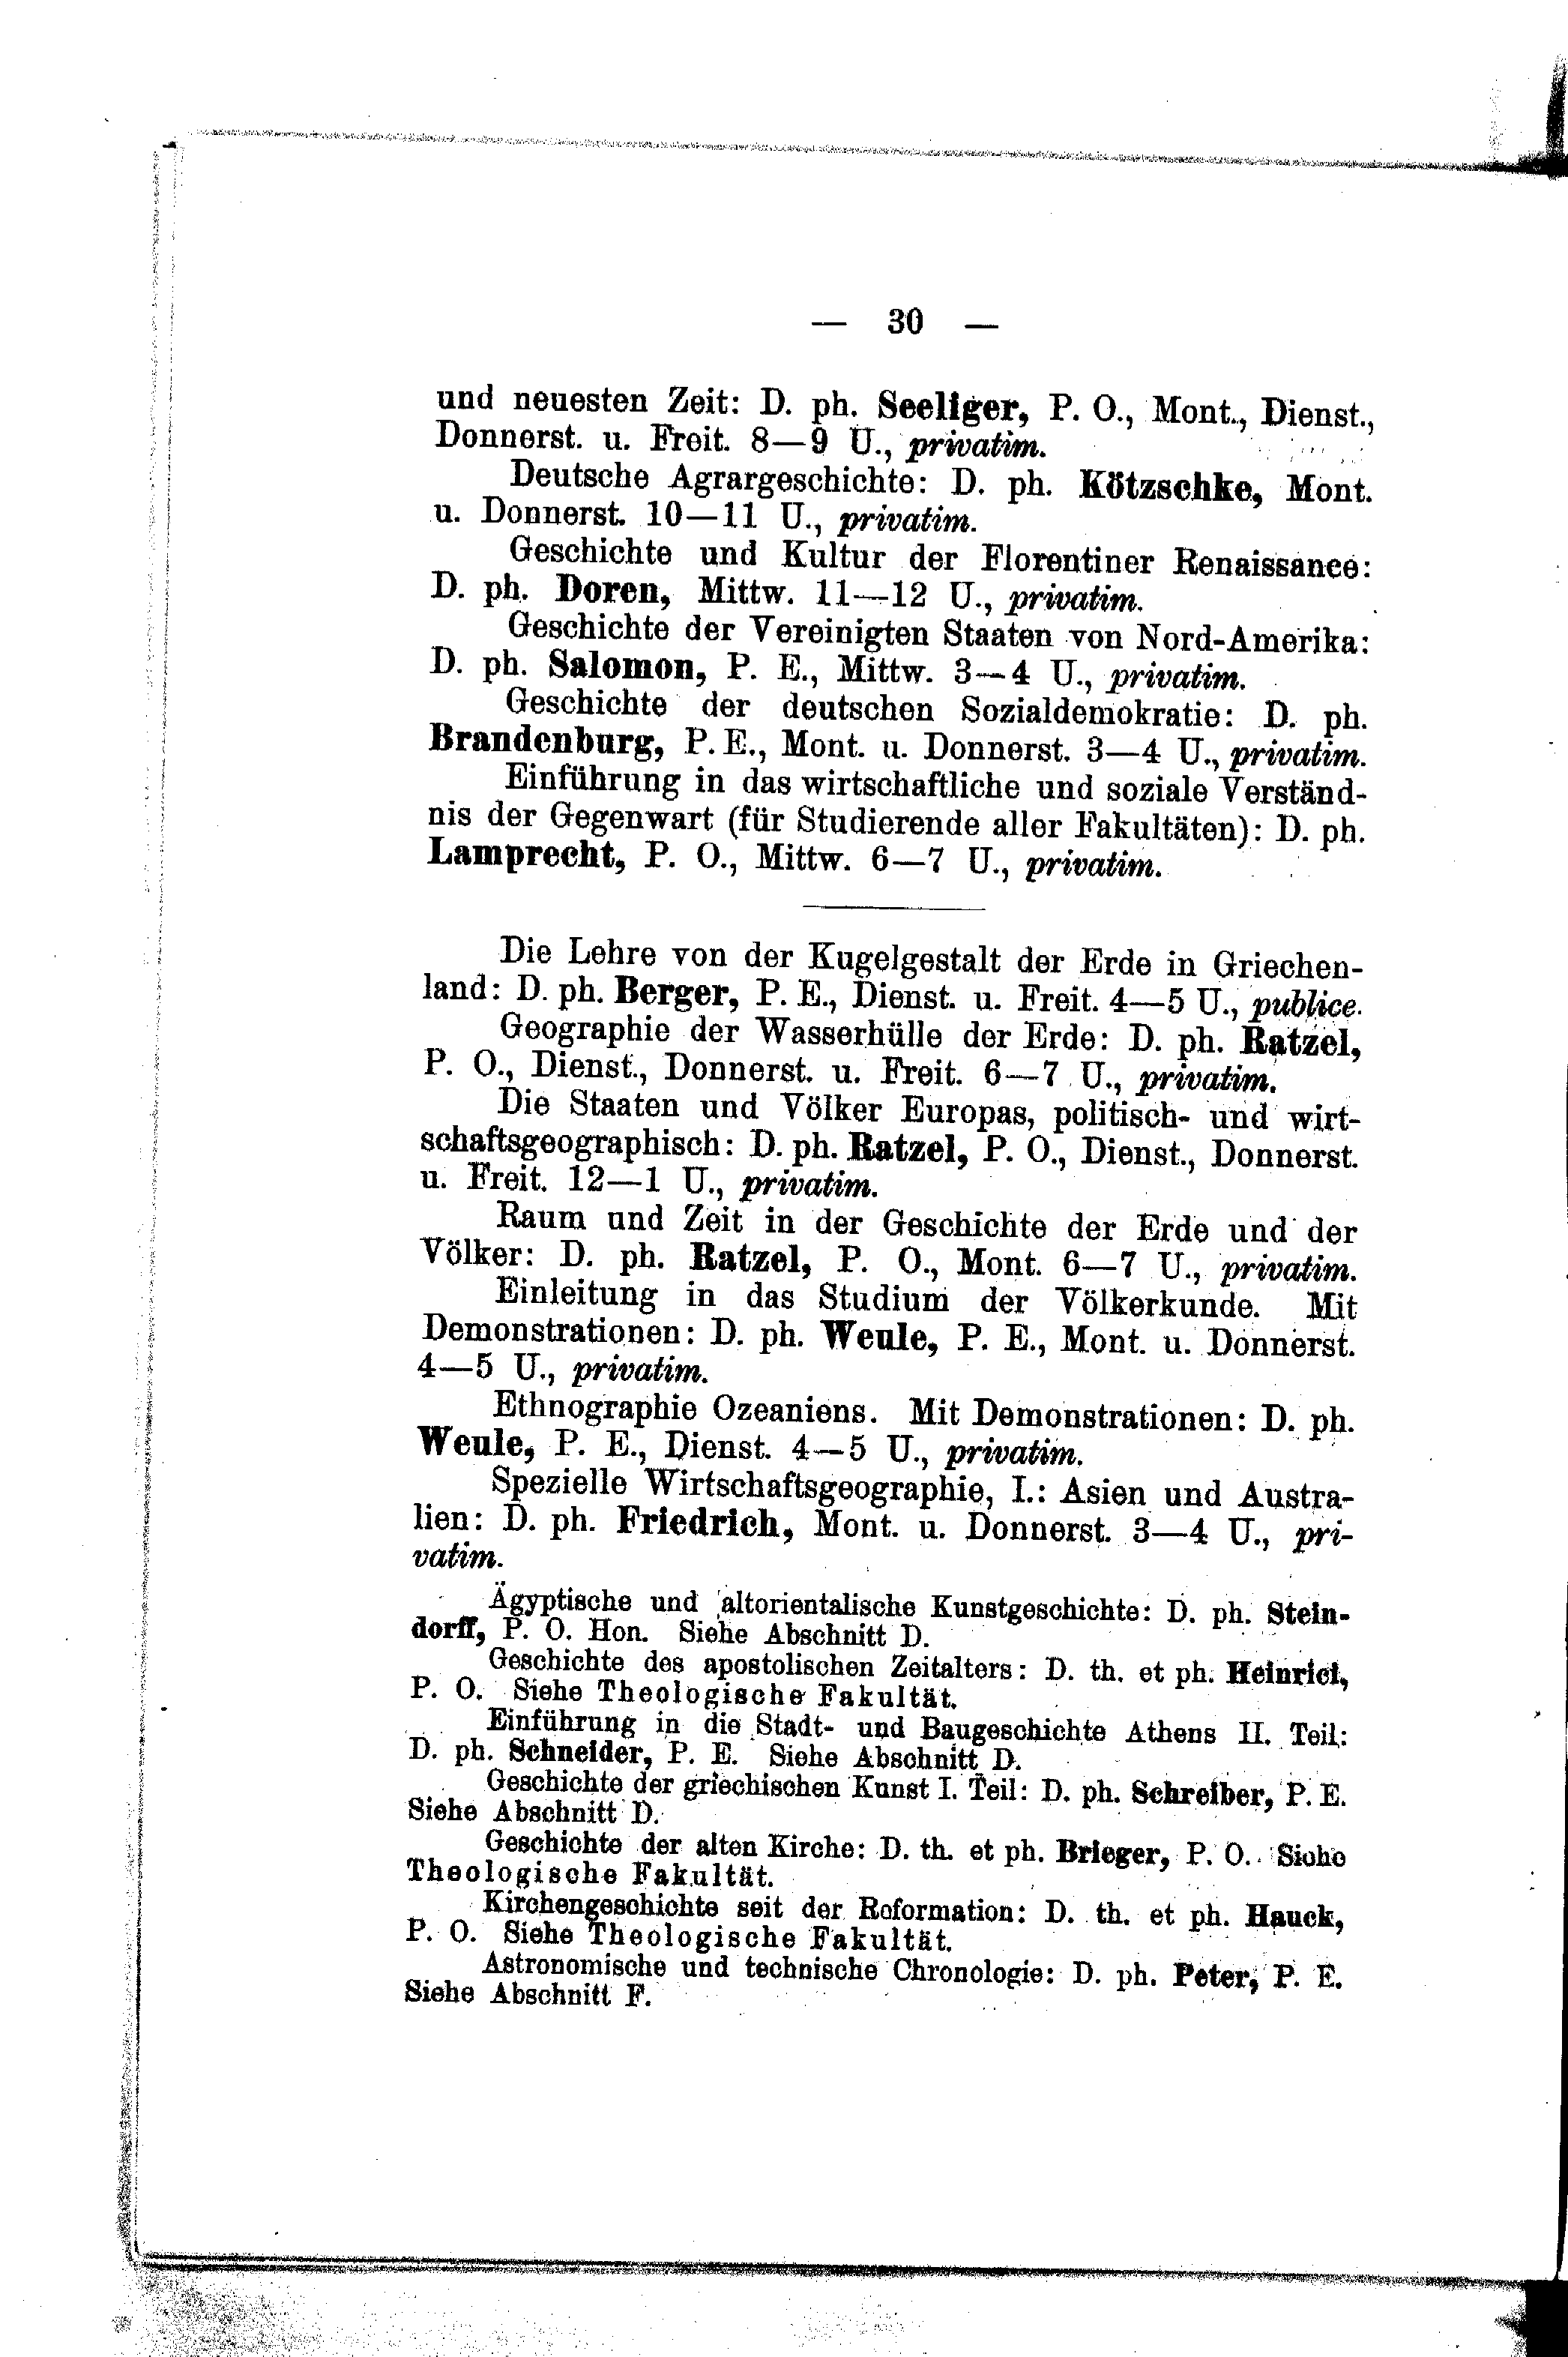 — 30 —
und neuesten Zeit: D. ph. Seeliger, P. O., Mont., Dienst.,
Donnerst. u. Freit. 8—9 U., privatim.
Deutsche Agrargeschichte: D. ph. Kötzschke, Mont.
u. Donnerst. 10—11 U., privatim.
Geschichte und Kultur der Florentiner Renaissance:
D. ph. Doren, Mittw. 11—12 U., privatim.
Geschichte der Vereinigten Staaten von Nord-Amerika:
D. ph. Salomon, P. E., Mittw. 3—4 U., privatim.
Geschichte der deutschen Sozialdemokratie: D. ph.
Brandenburg, P. E., Mont. u. Donnerst. 3—4 U., privatim.
Einführung in das wirtschaftliche und soziale Verständ-
nis der Gegenwart (für Studierende aller Fakultäten): D. ph.
Lamprecht, P. O., Mittw. 6—7 U., privatim.
Die Lehre von der Kugelgestalt der Erde in Griechen-
land: D. ph. Berger, P. E., Dienst. u. Freit. 4—5 U., publice.
Geographie der Wasserhülle der Erde: D. ph. Ratzel,
P. O., Dienst., Donnerst. u. Freit. 6—7 U., privatim.
Die Staaten und Völker Europas, politisch- und wirt-
schaftsgeographisch: D. ph. Ratzel, P. O., Dienst., Donnerst.
u. Freit. 12—1 U., privatim.
Raum und Zeit in der Geschichte der Erde und der
Völker: D. ph. Ratzel, P. O., Mont. 6—7 U., privatim.
Einleitung in das Studium der Völkerkunde. Mit
Demonstrationen: D. ph. Weule, P. E., Mont. u. Donnerst.
4—5 U., privatim.
Ethnographie Ozeaniens. Mit Demonstrationen: D. ph.
Weule, P. E., Dienst. 4—5 U., privatim.
Spezielle Wirtschaftsgeographie, I.: Asien und Austra-
lien: D. ph. Friedrich, Mont. u. Donnerst. 3—4 U., pri-
vatim.
Ägyptische und altorientalische Kunstgeschichte: D. ph. Stein-
dorff, P. O. Hon. Siehe Abschnitt D.
Geschichte des apostolischen Zeitalters: D. th. et ph. Heinrici,
P. O. Siehe Theologische Fakultät.
Einführung in die Stadt- und Baugeschichte Athens II. Teil:
D. ph. Schneider, P. E. Siehe Abschnitt D.
Geschichte der griechischen Kunst I. Teil: D. ph. Schreiber, P. E.
Siehe Abschnitt D.
Geschichte der alten Kirche: D. th. et ph. Brieger, P. O. Siehe
Theologische Fakultät.
Kirchengeschichte seit der Reformation: D. th. et ph. Hauck,
P. O. Siehe Theologische Fakultät.
Astronomische und technische Chronologie: D. ph. Peter, P. E.
Siehe Abschnitt F.